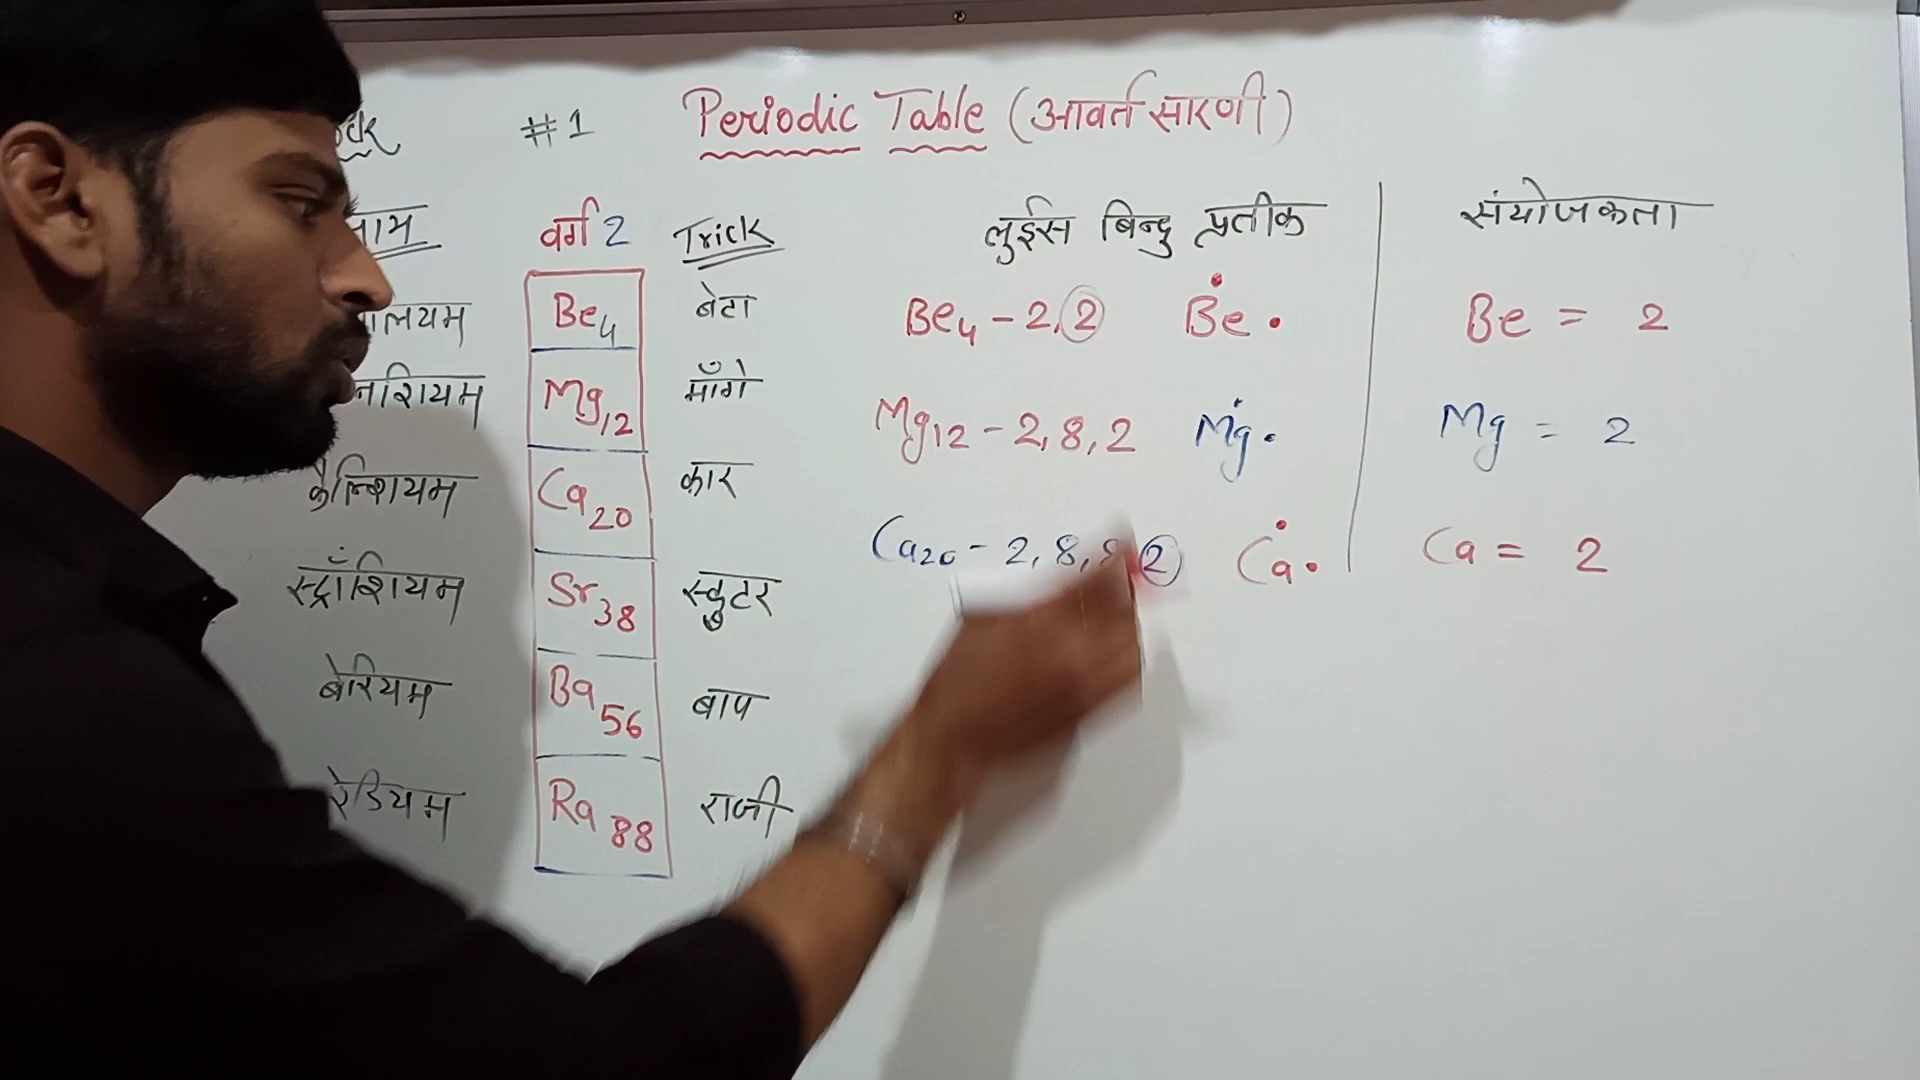 #1 Periodic Table (आवर्त सारणी)
वर्ग 2 Trick लुईस बिन्दु प्रतीक संयोजकता
Be4 बेटा Be4 - 2, 2 Be Be = 2
Mg12 माँगे Mg12 - 2, 8, 2 Mg Mg = 2
कैल्शियम Ca20 कार Ca20 - 2, 8, 8 2 Ca Ca = 2
स्ट्रॉंशियम Sr38 स्कुटर
बेरियम Ba56 बाप
रेडियम Ra88 राजी